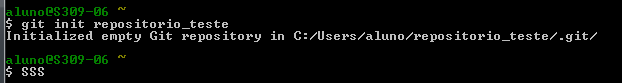 aluno@S309-06 ~
$ git init repositorio_teste
Initialized empty Git repository in C:/Users/aluno/repositorio_teste/.git/
aluno@S309-06 ~
$ SSS